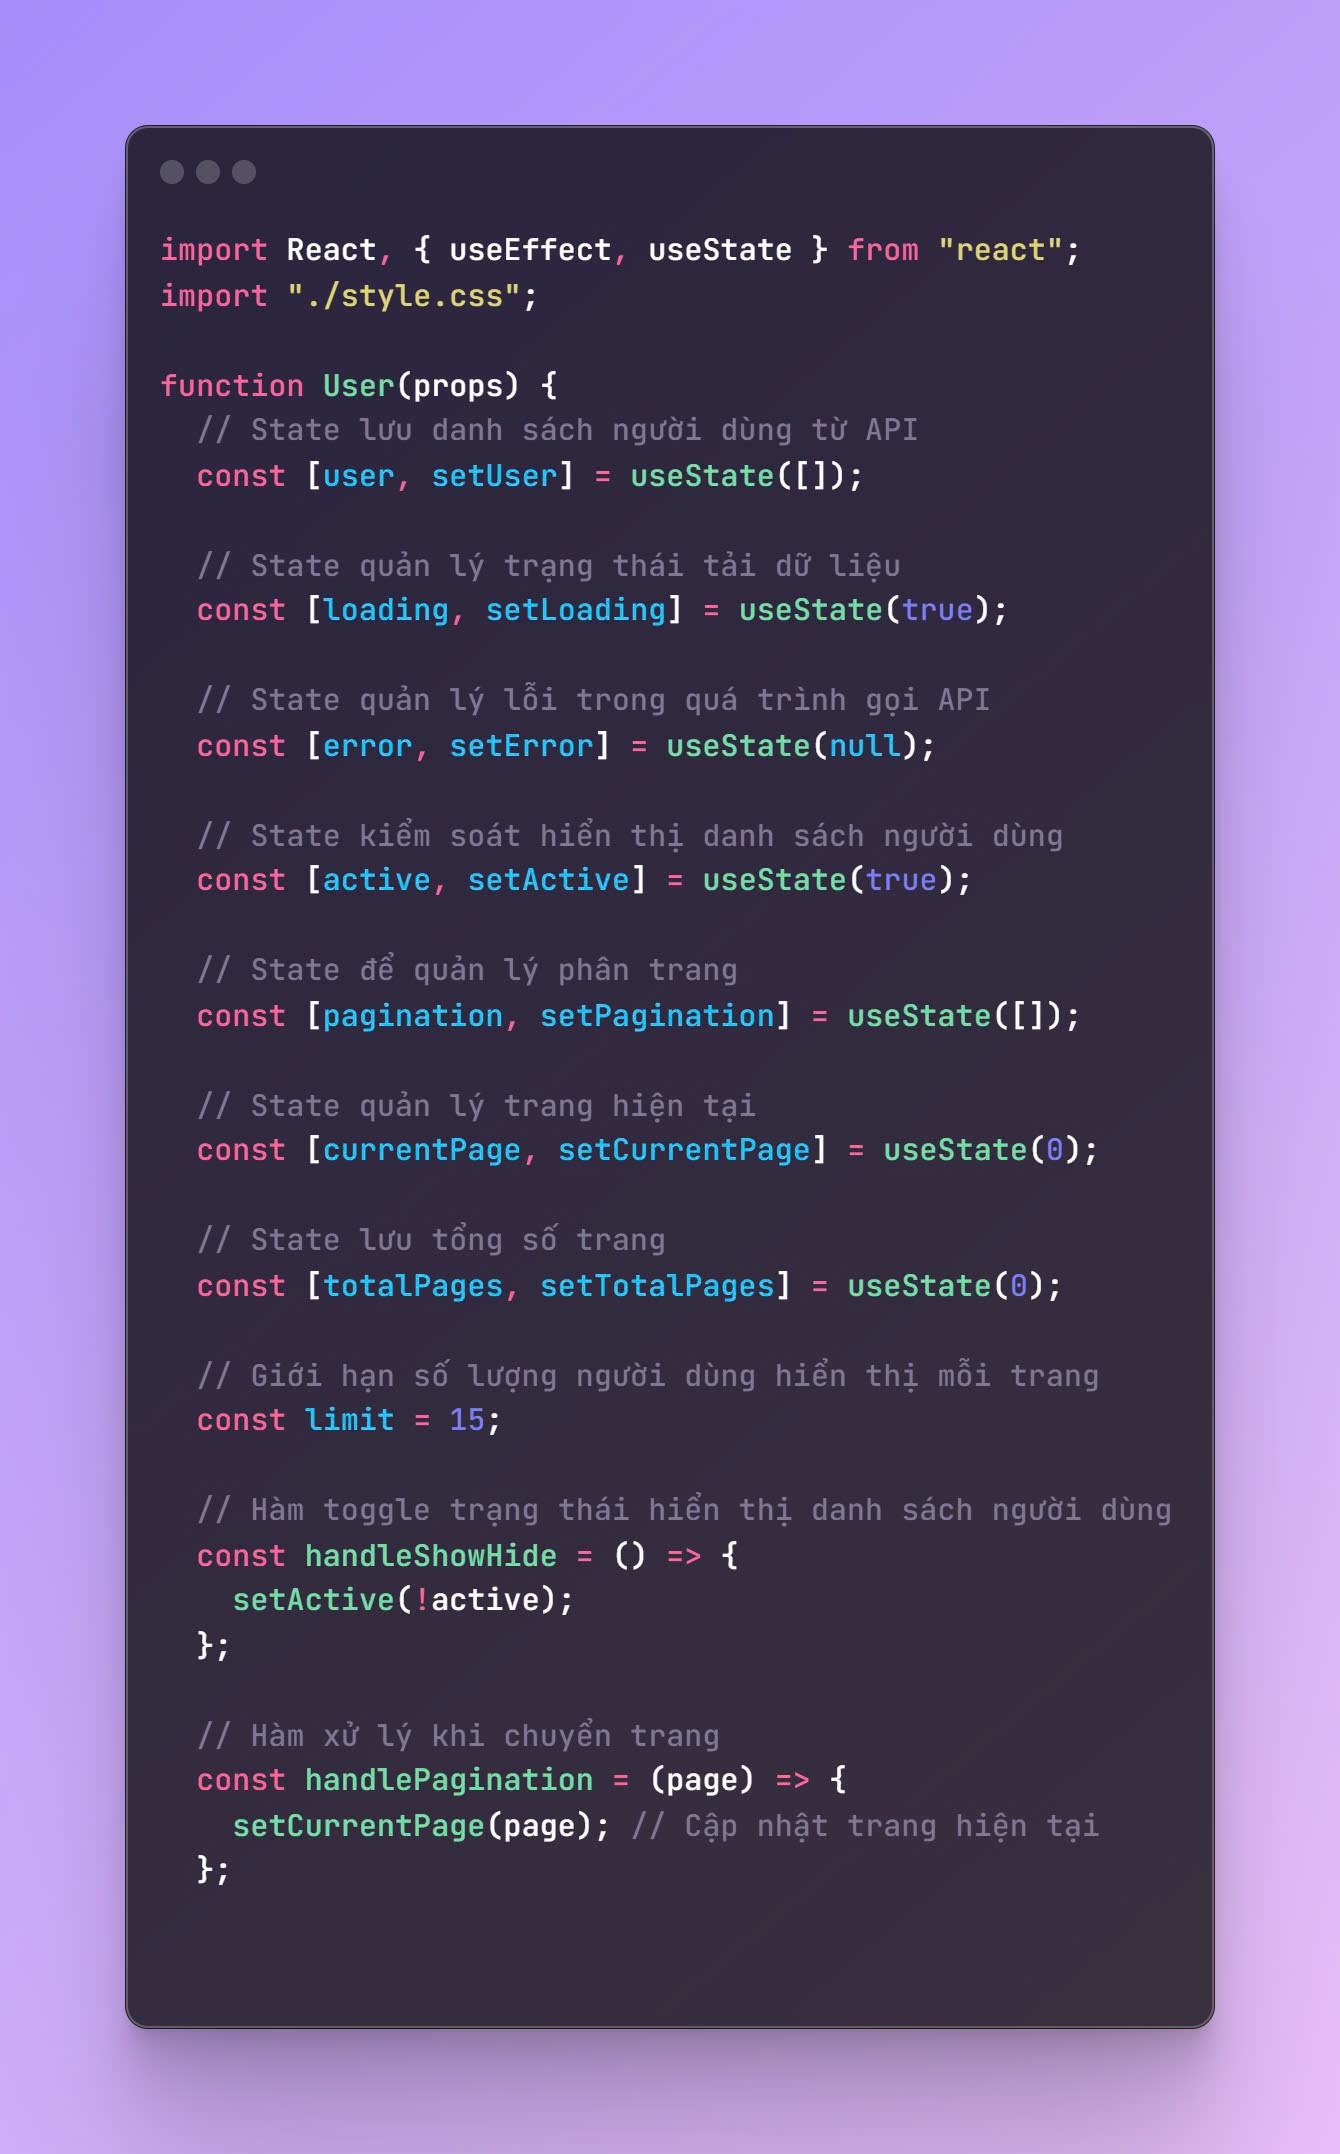 import React, { useEffect, useState } from "react";
import "./style.css";
function User(props) {
// State lưu danh sách người dùng từ API
const [user, setUser] = useState([]);
// State quản lý trạng thái tải dữ liệu
const [loading, setLoading] = useState(true);
// State quản lý lỗi trong quá trình gọi API
const [error, setError] = useState(null);
// State kiểm soát hiển thị danh sách người dùng
const [active, setActive] = useState(true);
// State để quản lý phân trang
const [pagination, setPagination] = useState([]);
// State quản lý trang hiện tại
const [currentPage, setCurrentPage] = useState(0);
// State lưu tổng số trang
const [totalPages, setTotalPages] = useState(0);
// Giới hạn số lượng người dùng hiển thị mỗi trang
const limit = 15;
// Hàm toggle trạng thái hiển thị danh sách người dùng
const handleShowHide = () => {
setActive(!active);
};
// Hàm xử lý khi chuyển trang
const handlePagination = (page) => {
setCurrentPage(page); // Cập nhật trang hiện tại
};